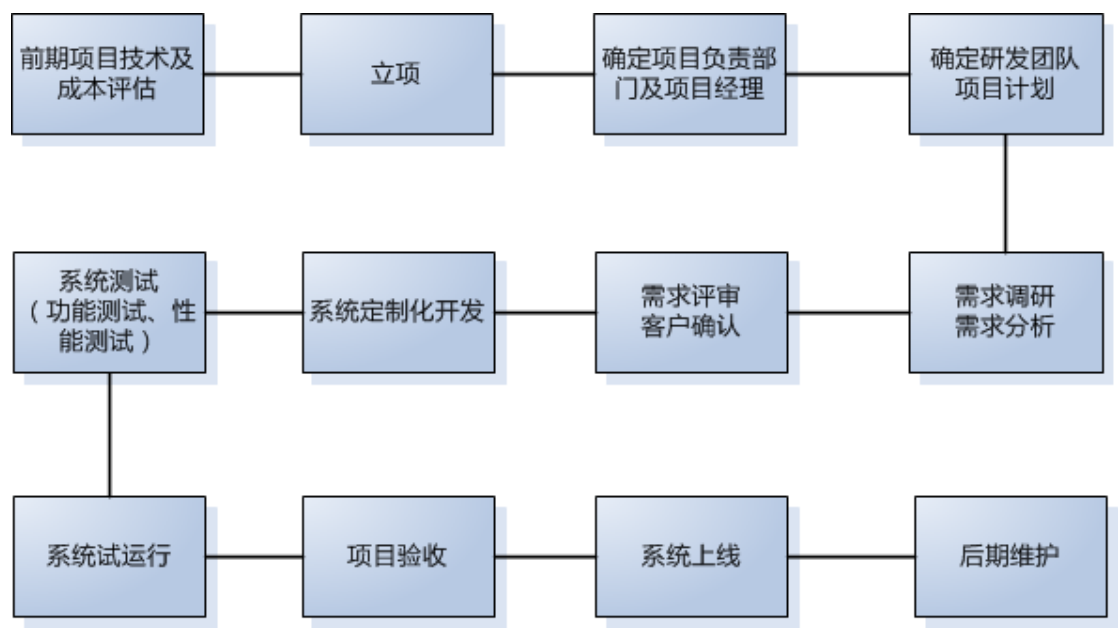 前期项目技术及
成本评估
立项
确定项目负责部
门及项目经理
确定研发团队
项目计划
系统测试
（功能测试、性
能测试）
系统定制化开发
需求评审
客户确认
需求调研
需求分析
系统试运行
项目验收
系统上线
后期维护